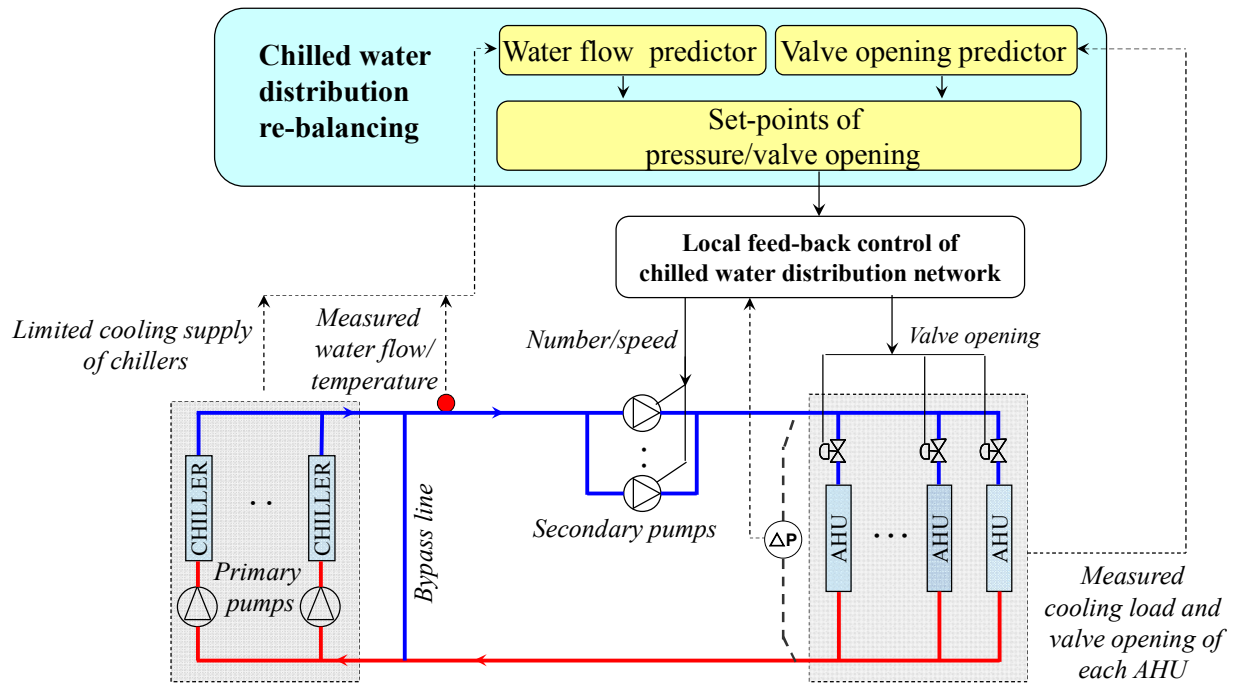 Chilled water
distribution
re-balancing
Water flow predictor
Valve opening predictor
Set-points of
pressure/valve opening
Local feed-back control of
chilled water distribution network
Limited cooling supply
of chillers
Measured
water flow/
temperature
Number/speed
Valve opening
CHILLER
. .
CHILLER
Primary
pumps
Bypass line
:
Secondary pumps
ΔP
AHU
...
AHU
AHU
Measured
cooling load and
valve opening of
each AHU